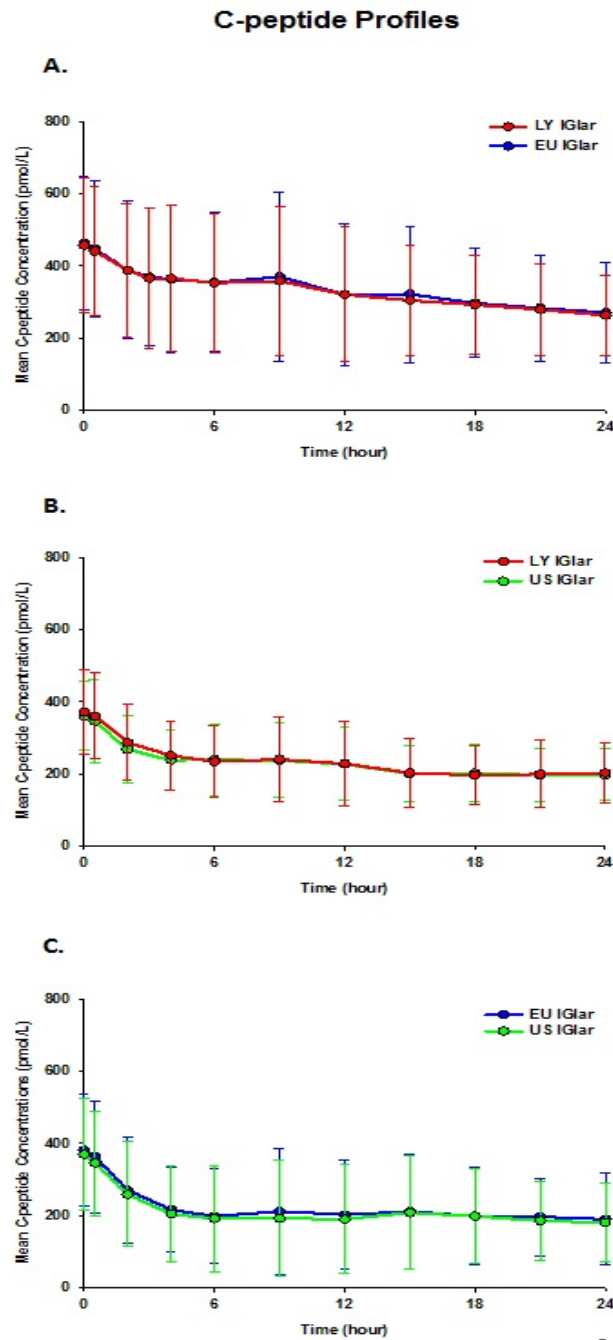 C-peptide Profiles
A.
Mean C-peptide Concentration (pmol/L)
800
600
400
200
0
LY IGlar
EU IGlar
0 6 12 18 24
Time (hour)
B.
Mean C-peptide Concentration (pmol/L)
800
600
400
200
0
LY IGlar
US IGlar
0 6 12 18 24
Time (hour)
C.
Mean C-peptide Concentrations (pmol/L)
800
600
400
200
0
EU IGlar
US IGlar
0 6 12 18 24
Time (hour)